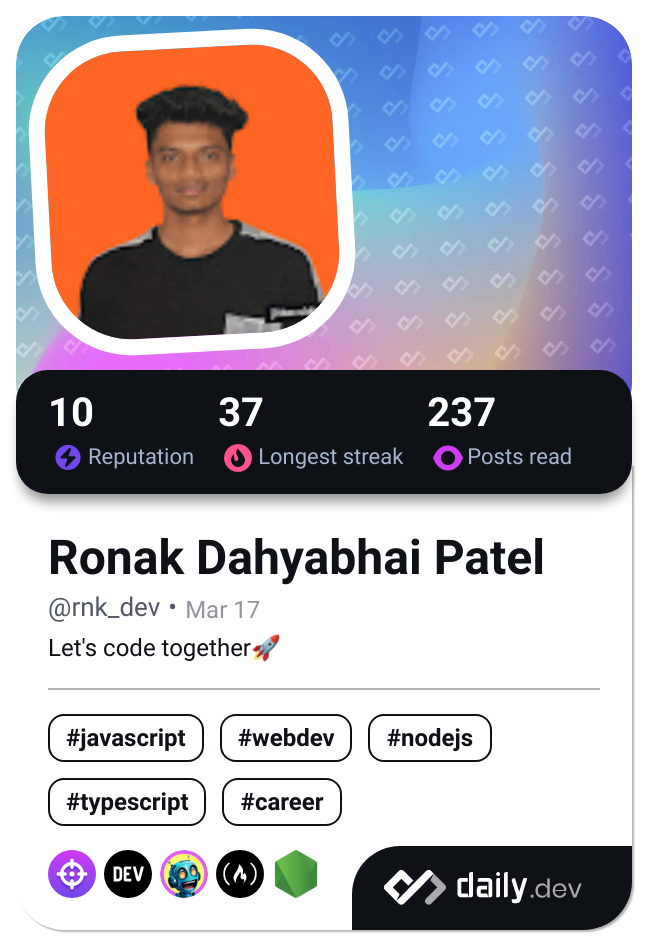 10 37 237
Reputation Longest streak Posts read
Ronak Dahyabhai Patel
@rnk_dev • Mar 17
Let's code together🚀
#javascript #webdev #nodejs
#typescript #career
DEV
daily.dev